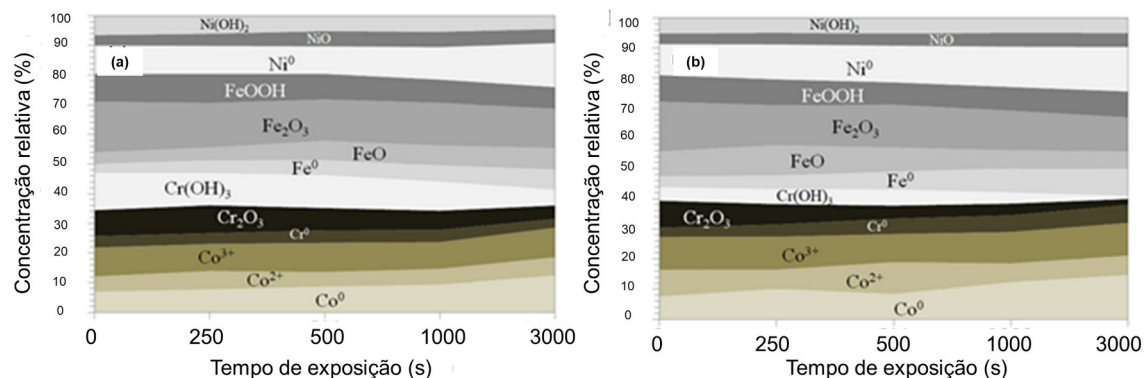 Concentração relativa (%)
100
90
80
70
60
50
40
30
20
10
0
(a)
Ni(OH)₂
NiO
Ni⁰
FeOOH
Fe₂O₃
FeO
Fe⁰
Cr(OH)₃
Cr₂O₃
Cr⁰
Co³⁺
Co²⁺
Co⁰
0 250 500 1000 3000
Tempo de exposição (s)
Concentração relativa (%)
100
90
80
70
60
50
40
30
20
10
0
(b)
Ni(OH)₂
NiO
Ni⁰
FeOOH
Fe₂O₃
FeO
Fe⁰
Cr(OH)₃
Cr₂O₃
Cr⁰
Co³⁺
Co²⁺
Co⁰
0 250 500 1000 3000
Tempo de exposição (s)